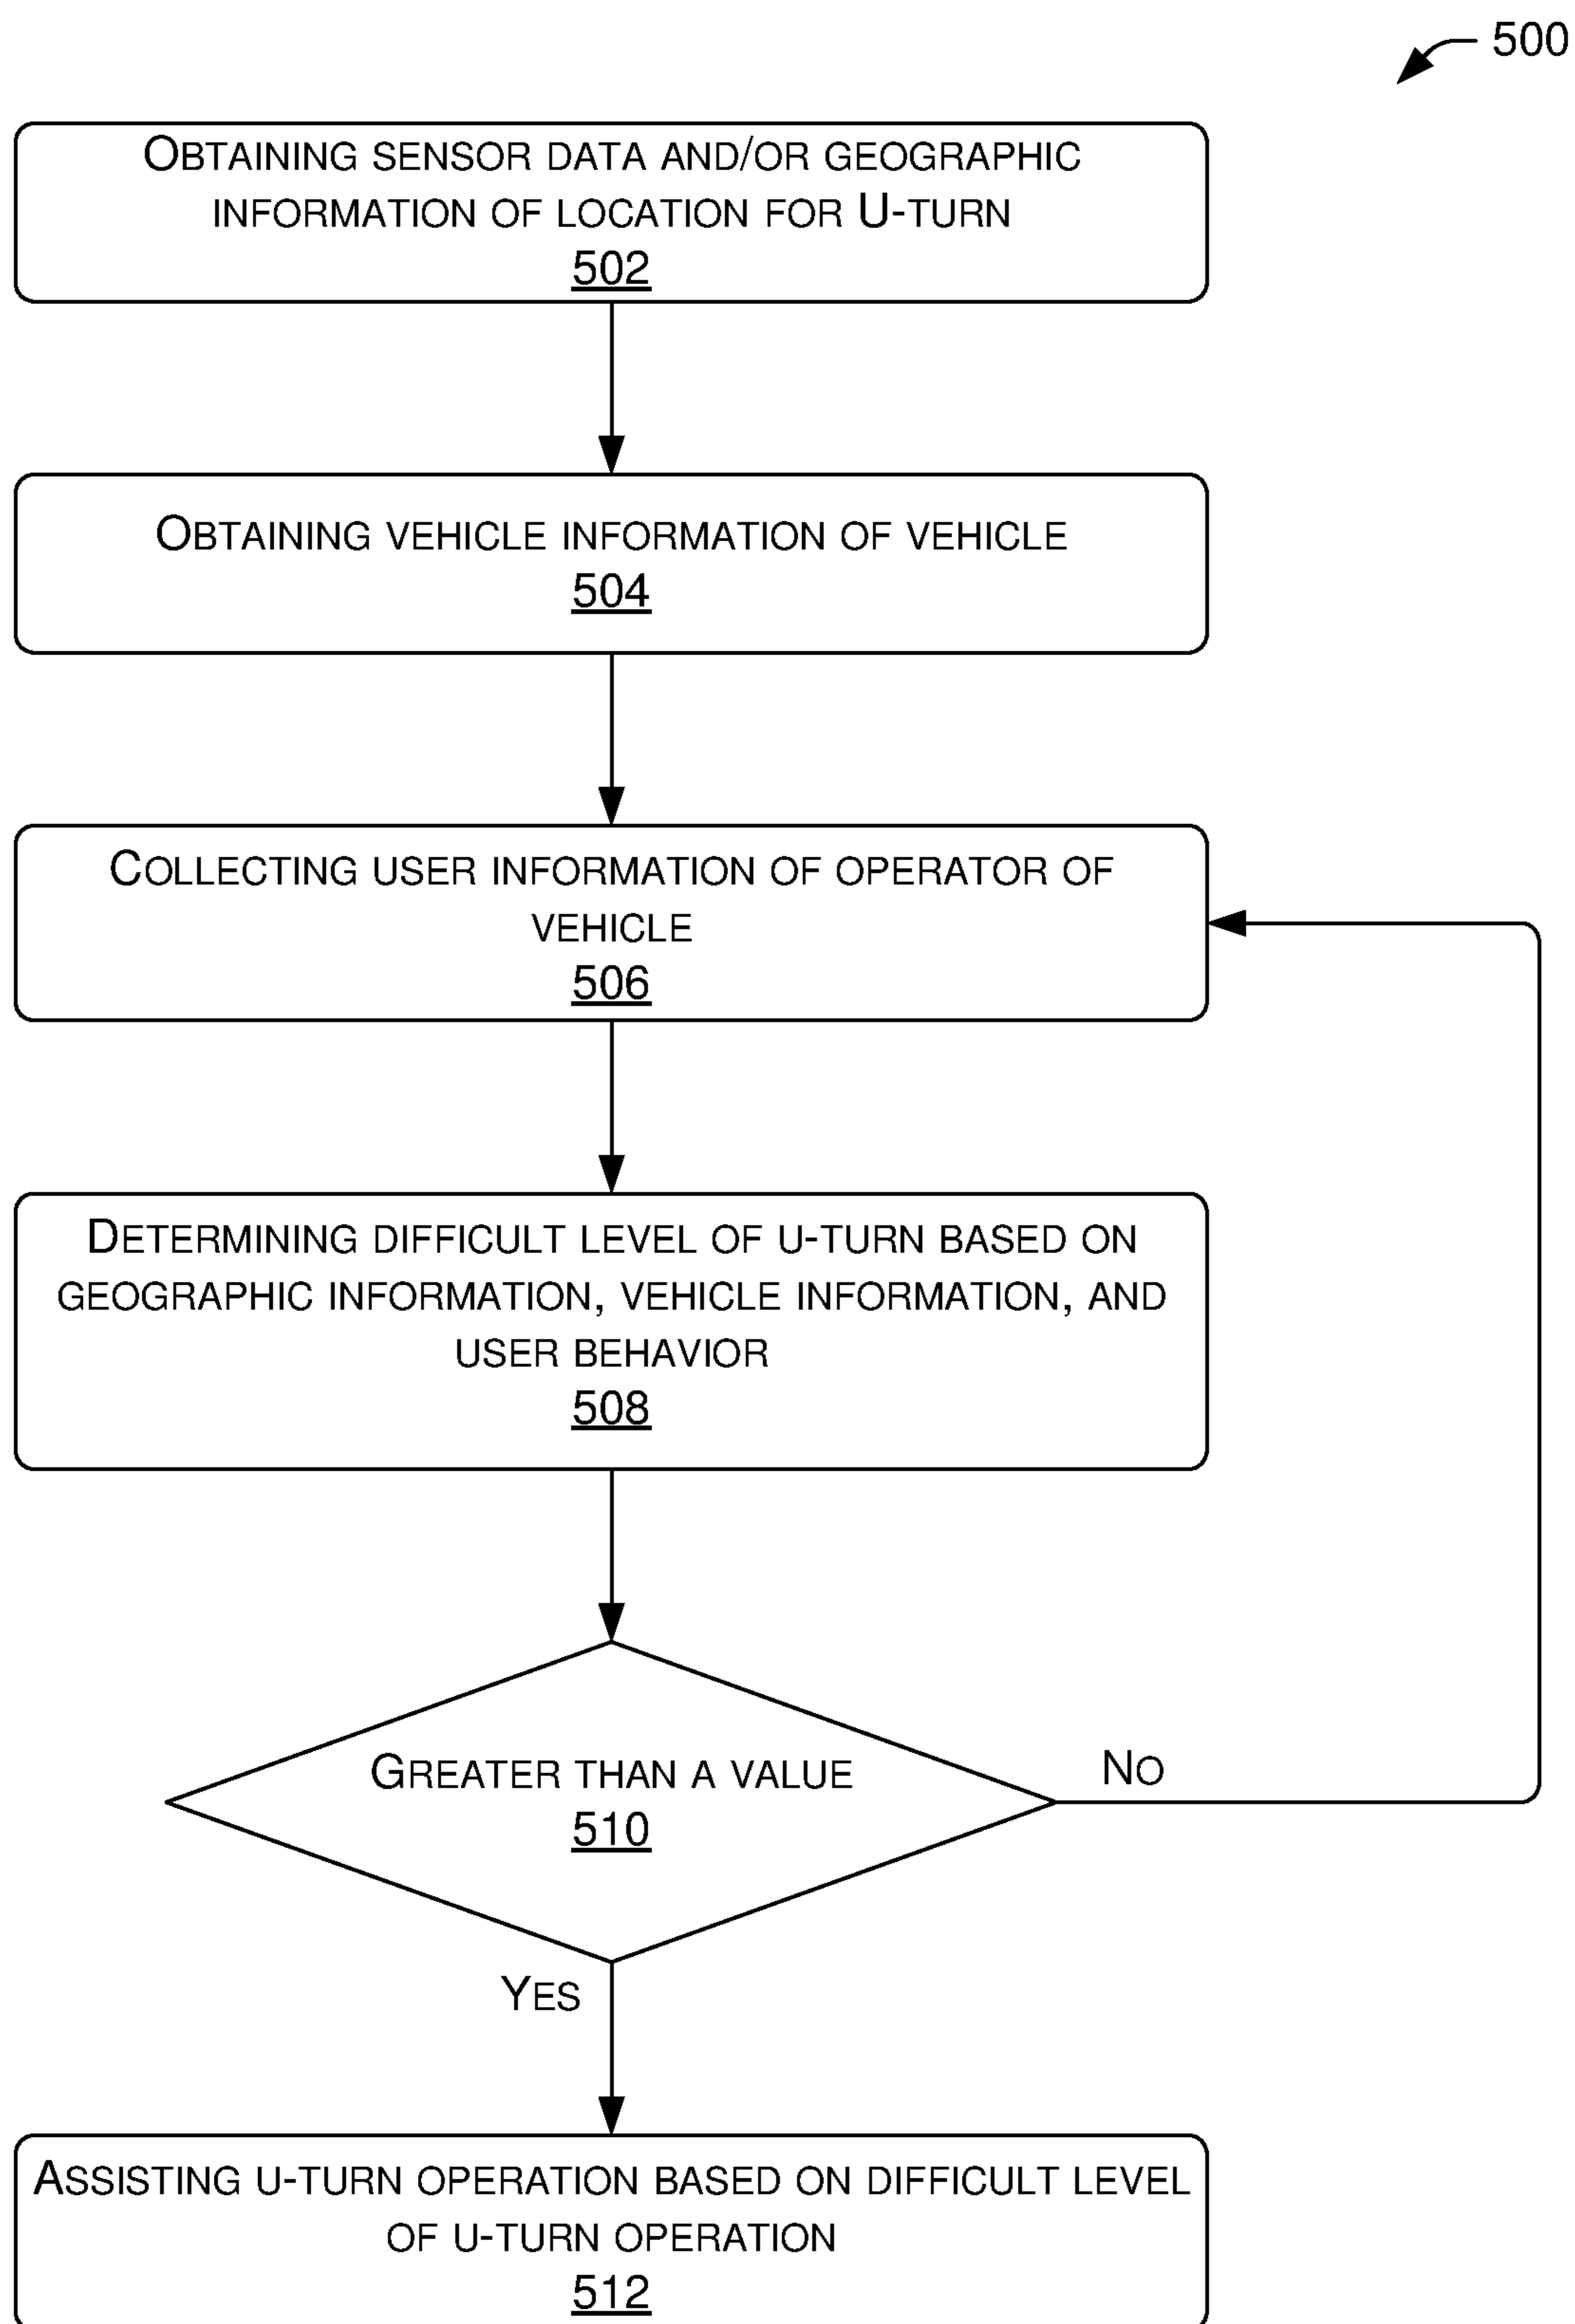 500
OBTAINING SENSOR DATA AND/OR GEOGRAPHIC
INFORMATION OF LOCATION FOR U-TURN
502
OBTAINING VEHICLE INFORMATION OF VEHICLE
504
COLLECTING USER INFORMATION OF OPERATOR OF
VEHICLE
506
DETERMINING DIFFICULT LEVEL OF U-TURN BASED ON
GEOGRAPHIC INFORMATION, VEHICLE INFORMATION, AND
USER BEHAVIOR
508
GREATER THAN A VALUE
510
NO
YES
ASSISTING U-TURN OPERATION BASED ON DIFFICULT LEVEL
OF U-TURN OPERATION
512